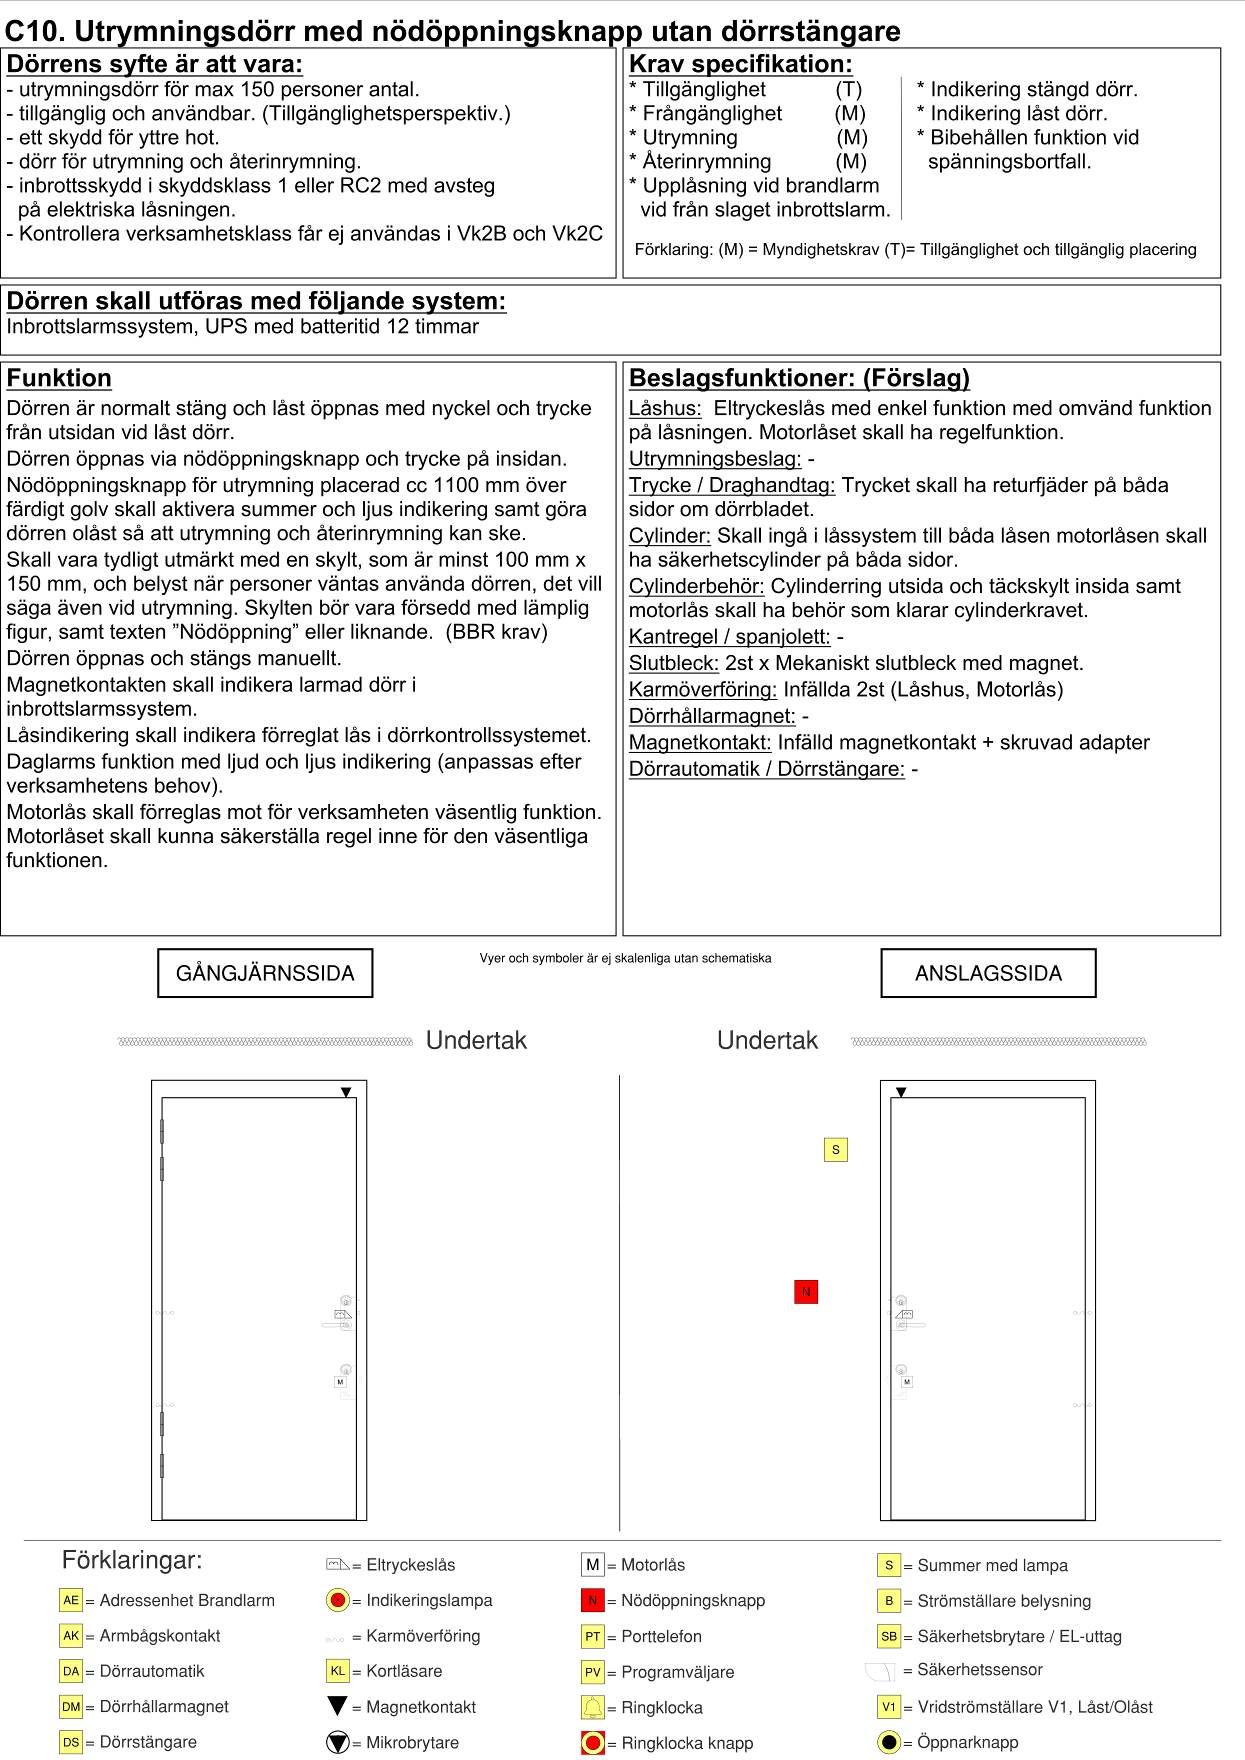 C10. Utrymningsdörr med nödöppningsknapp utan dörrstängare
Dörrens syfte är att vara:
- utrymningsdörr för max 150 personer antal.
- tillgänglig och användbar. (Tillgänglighetsperspektiv.)
- ett skydd för yttre hot.
- dörr för utrymning och återinrymning.
- inbrottsskydd i skyddsklass 1 eller RC2 med avsteg
på elektriska låsningen.
- Kontrollera verksamhetsklass får ej användas i Vk2B och Vk2C
Krav specifikation:
* Tillgänglighet (T)
* Frångänglighet (M)
* Utrymning (M)
* Återinrymning (M)
* Upplåsning vid brandlarm
vid från slaget inbrottslarm.
* Indikering stängd dörr.
* Indikering låst dörr.
* Bibehållen funktion vid
spänningsbortfall.
Förklaring: (M) = Myndighetskrav (T)= Tillgänglighet och tillgänglig placering
Dörren skall utföras med följande system:
Inbrottslarmssystem, UPS med batteritid 12 timmar
Funktion
Dörren är normalt stäng och låst öppnas med nyckel och trycke
från utsidan vid låst dörr.
Dörren öppnas via nödöppningsknapp och trycke på insidan.
Nödöppningsknapp för utrymning placerad cc 1100 mm över
färdigt golv skall aktivera summer och ljus indikering samt göra
dörren olåst så att utrymning och återinrymning kan ske.
Skall vara tydligt utmärkt med en skylt, som är minst 100 mm x
150 mm, och belyst när personer väntas använda dörren, det vill
säga även vid utrymning. Skylten bör vara försedd med lämplig
figur, samt texten ”Nödöppning” eller liknande. (BBR krav)
Dörren öppnas och stängs manuellt.
Magnetkontakten skall indikera larmad dörr i
inbrottslarmssystem.
Låsindikering skall indikera förreglat lås i dörrkontrollssystemet.
Daglarms funktion med ljud och ljus indikering (anpassas efter
verksamhetens behov).
Motorlås skall förreglas mot för verksamheten väsentlig funktion.
Motorlåset skall kunna säkerställa regel inne för den väsentliga
funktionen.
Beslagsfunktioner: (Förslag)
Låshus: Eltryckeslås med enkel funktion med omvänd funktion
på låsningen. Motorlåset skall ha regelfunktion.
Utrymningsbeslag: -
Trycke / Draghandtag: Trycket skall ha returfjäder på båda
sidor om dörrbladet.
Cylinder: Skall ingå i låssystem till båda låsen motorlåsen skall
ha säkerhetscylinder på båda sidor.
Cylinderbehör: Cylinderring utsida och täckskylt insida samt
motorlås skall ha behör som klarar cylinderkravet.
Kantregel / spanjolett: -
Slutbleck: 2st x Mekaniskt slutbleck med magnet.
Karmöverföring: Infällda 2st (Låshus, Motorlås)
Dörrhållarmagnet: -
Magnetkontakt: Infälld magnetkontakt + skruvad adapter
Dörrautomatik / Dörrstängare: -
GÅNGJÄRNSSIDA
Vyer och symboler är ej skalenliga utan schematiska
ANSLAGSSIDA
Undertak
Undertak
S
N
M
M
Förklaringar:
AE = Adressenhet Brandlarm
AK = Armbågskontakt
DA = Dörrautomatik
DM = Dörrhållarmagnet
DS = Dörrstängare
= Eltryckeslås
= Indikeringslampa
= Karmöverföring
KL = Kortläsare
= Magnetkontakt
= Mikrobrytare
M = Motorlås
N = Nödöppningsknapp
PT = Porttelefon
PV = Programväljare
= Ringklocka
= Ringklocka knapp
S = Summer med lampa
B = Strömställare belysning
SB = Säkerhetsbrytare / EL-uttag
= Säkerhetssensor
V1 = Vridströmställare V1, Låst/Olåst
= Öppnarknapp